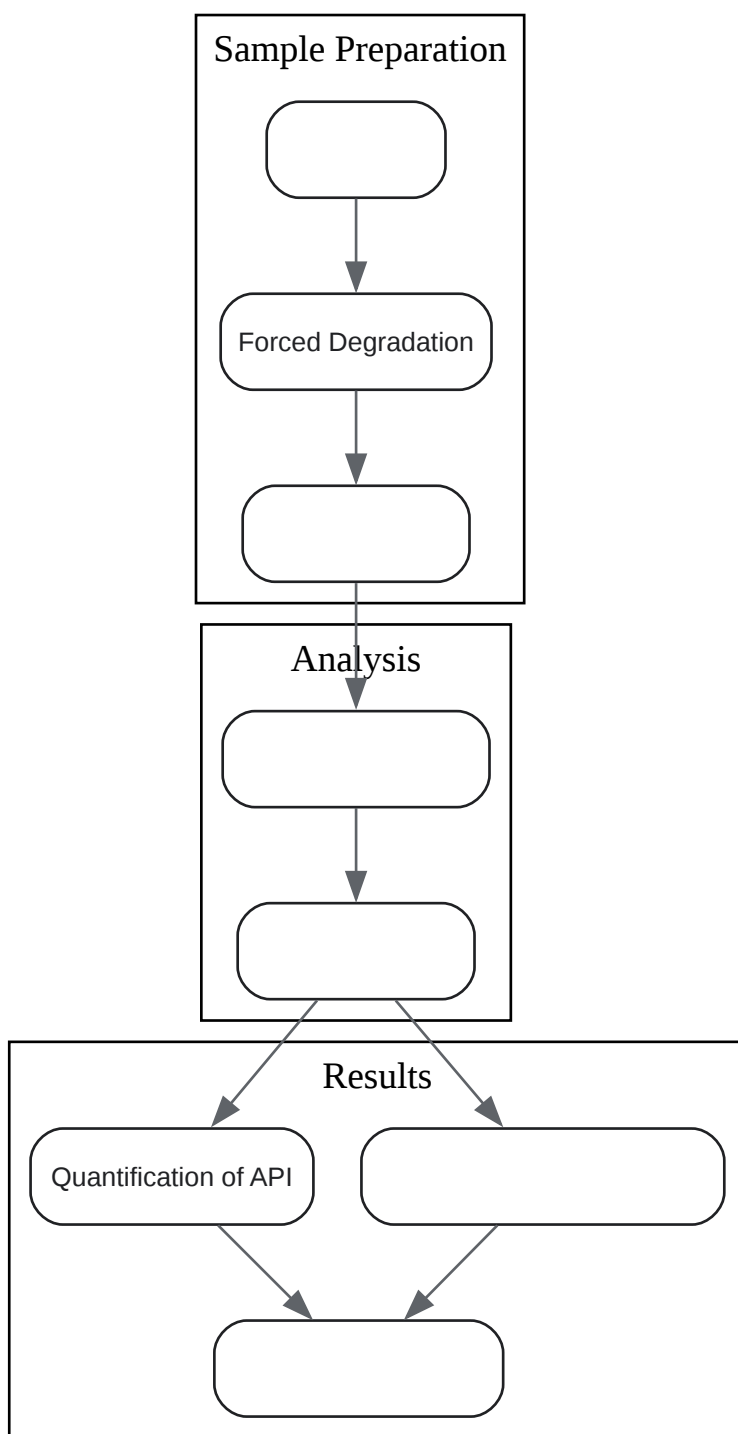 Sample Preparation
Forced Degradation
Analysis
Results
Quantification of API